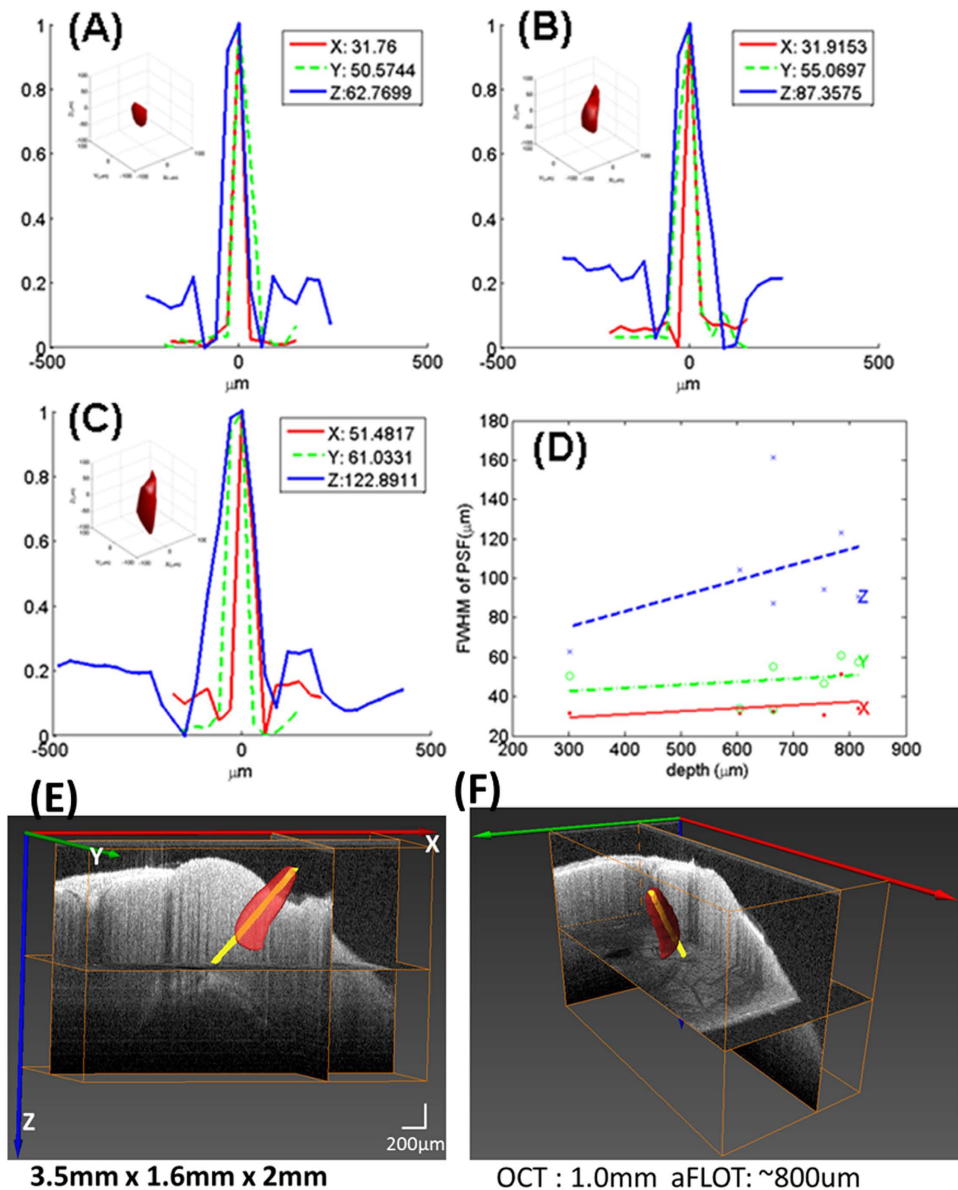 (A)
X: 31.76
Y: 50.5744
Z:62.7699
1
0.8
0.6
0.4
0.2
0
-500
0
500
μm
(B)
X: 31.9153
Y: 55.0697
Z:87.3575
1
0.8
0.6
0.4
0.2
0
-500
0
500
μm
(C)
X: 51.4817
Y: 61.0331
Z:122.8911
1
0.8
0.6
0.4
0.2
0
-500
0
500
μm
(D)
FWHM of PSF(μm)
180
160
140
120
100
80
60
40
20
Z
Y
X
200 300 400 500 600 700 800 900
depth (μm)
(E)
X
Y
Z
200μm
3.5mm x 1.6mm x 2mm
(F)
OCT : 1.0mm aFLOT: ~800um